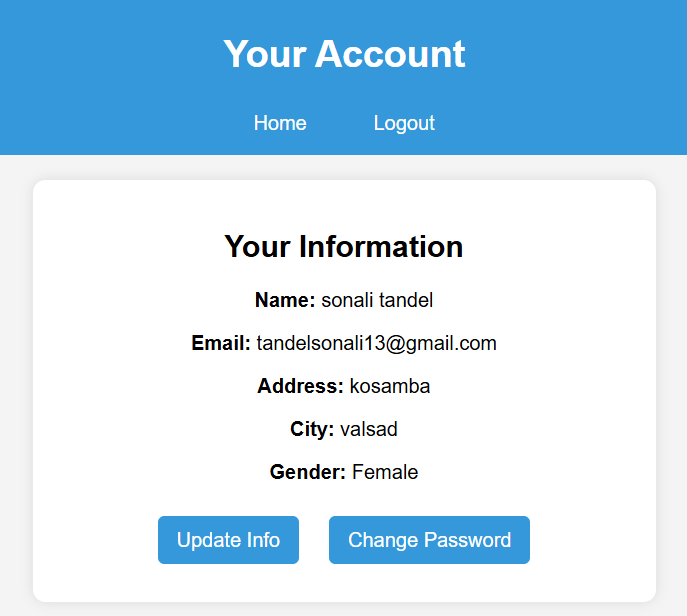 Your Account
Home Logout
Your Information
Name: sonali tandel
Email: tandelsonali13@gmail.com
Address: kosamba
City: valsad
Gender: Female
Update Info Change Password